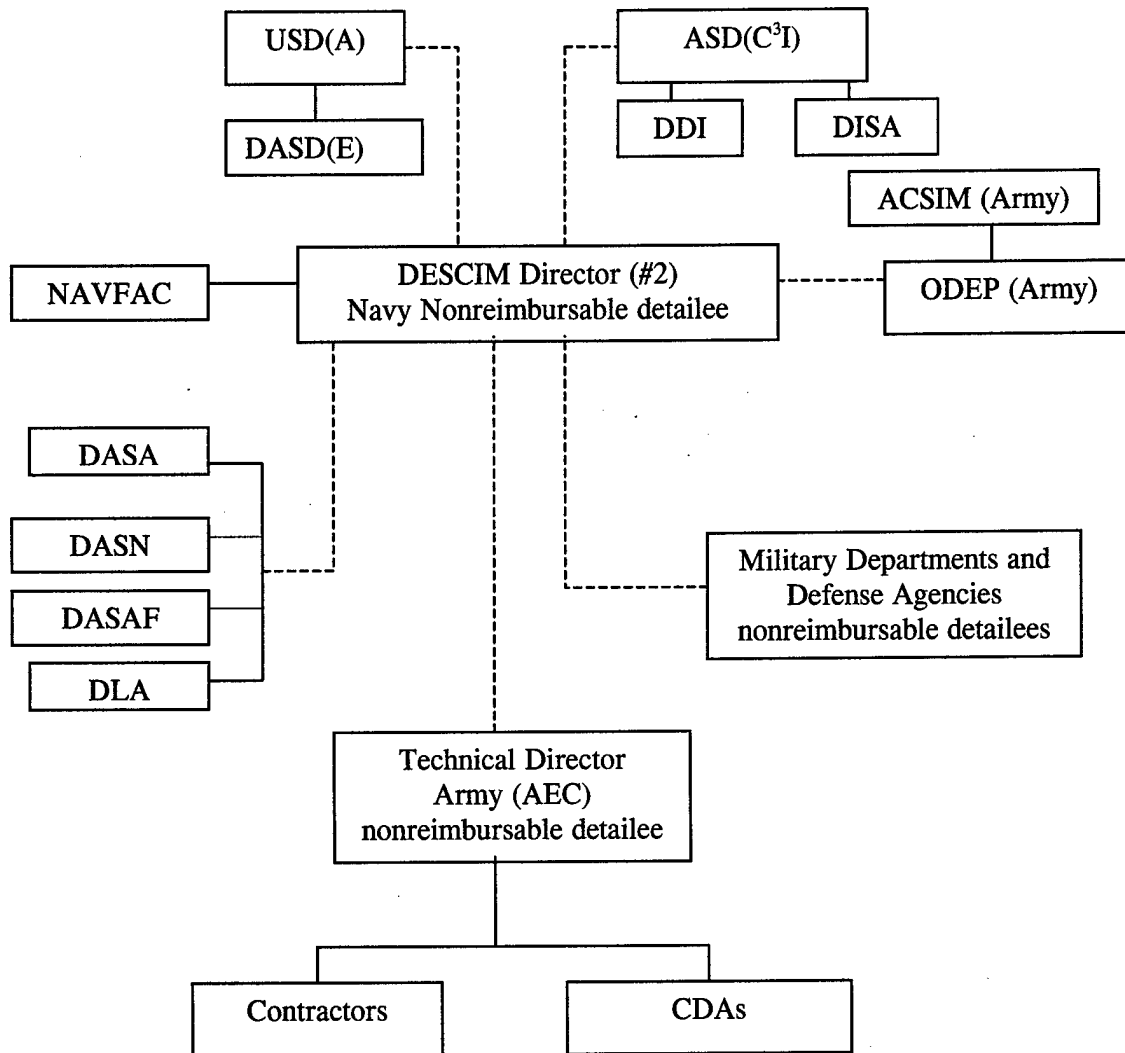 USD(A)
ASD(C³I)
DASD(E)
DDI
DISA
ACSIM (Army)
NAVFAC
DESCIM Director (#2)
Navy Nonreimbursable detailee
ODEP (Army)
DASA
DASN
DASAF
DLA
Military Departments and
Defense Agencies
nonreimbursable detailees
Technical Director
Army (AEC)
nonreimbursable detailee
Contractors
CDAs